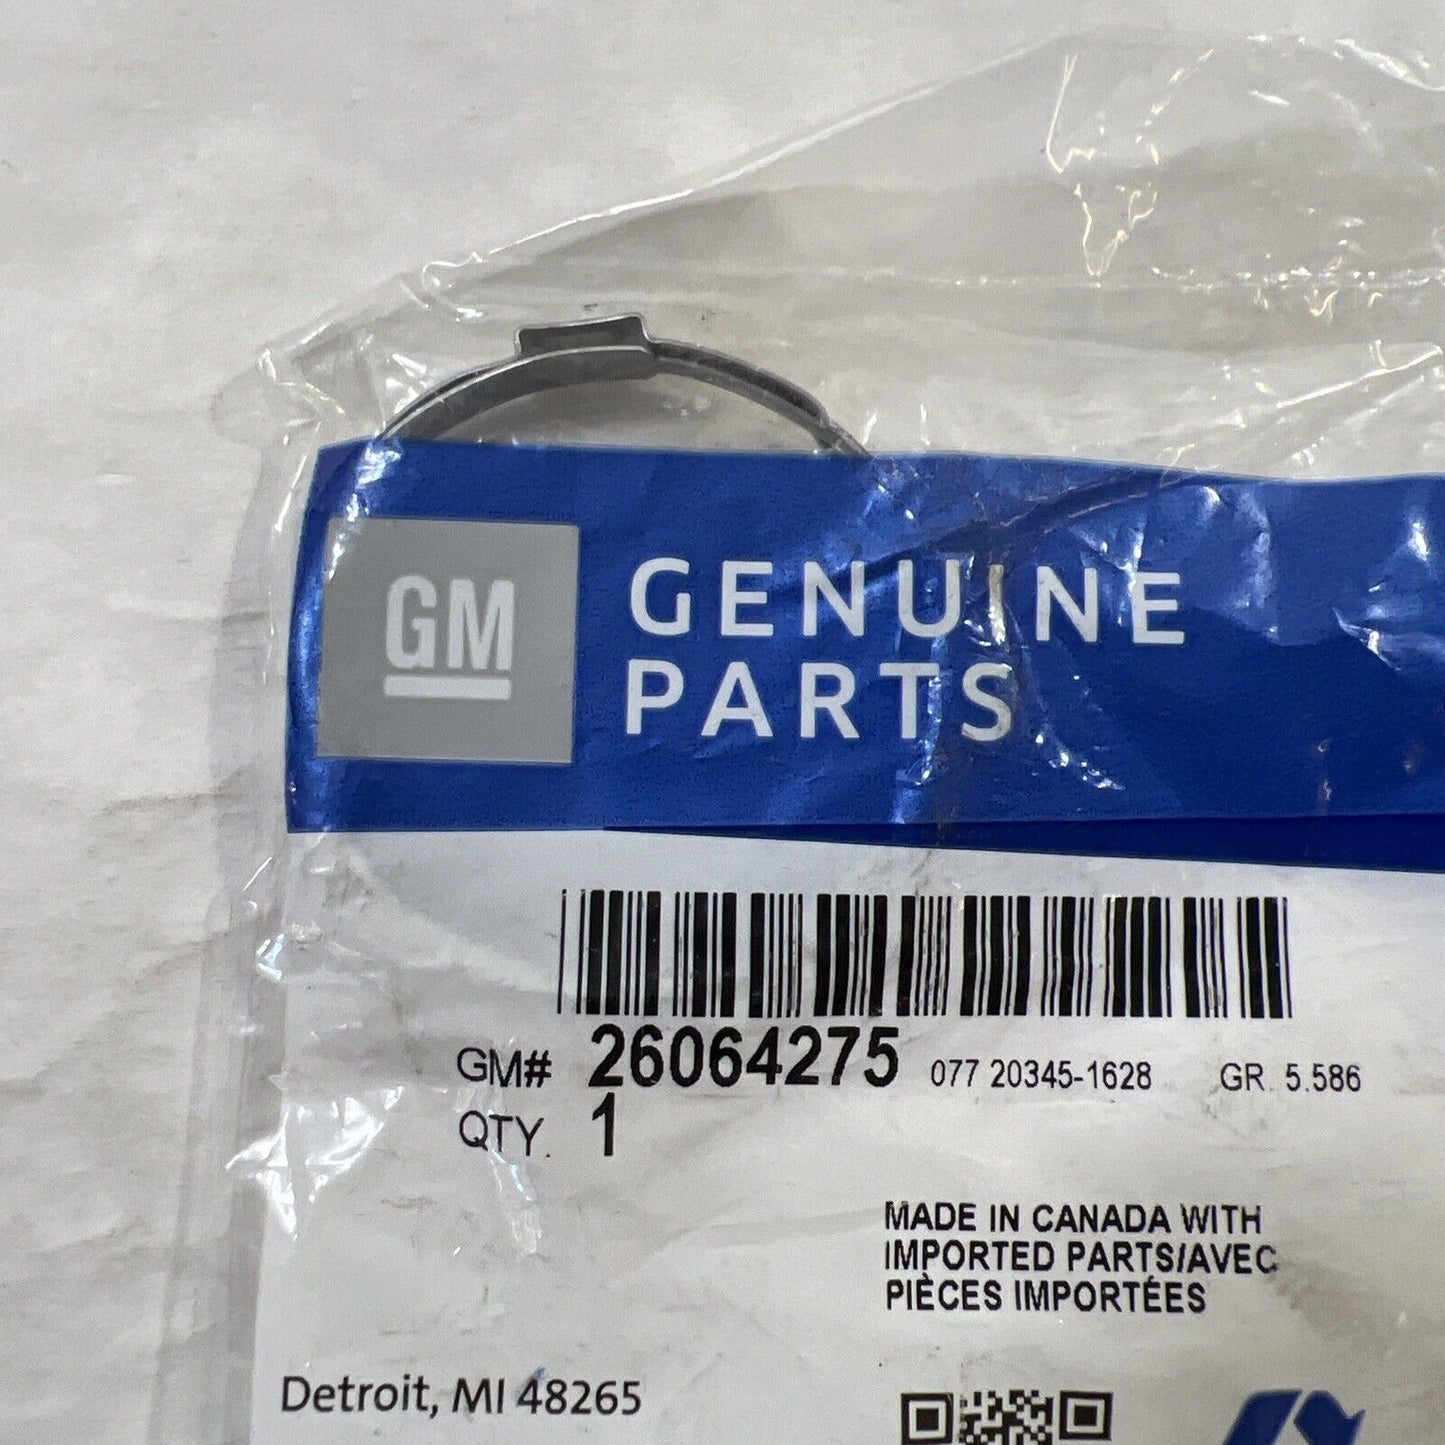 GM
GENUINE
PARTS
GM# 26064275 077 20345-1628 GR. 5.586
QTY. 1
MADE IN CANADA WITH
IMPORTED PARTS/AVEC
PIÈCES IMPORTÉES
Detroit, MI 48265